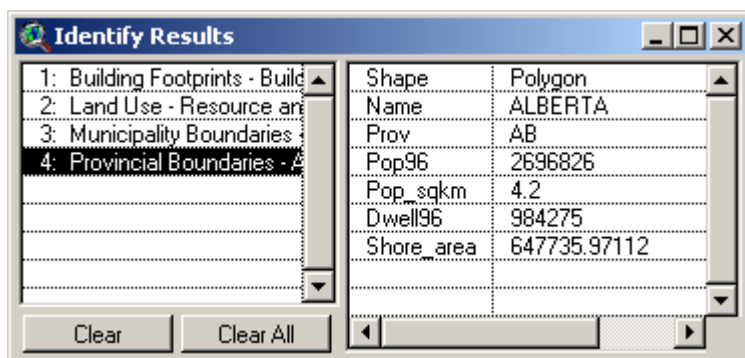 Identify Results
1: Building Footprints - Build
2: Land Use - Resource an
3: Municipality Boundaries -
4: Provincial Boundaries - A
Clear Clear All
Shape Polygon
Name ALBERTA
Prov AB
Pop96 2696826
Pop_sqkm 4.2
Dwell96 984275
Shore_area 647735.97112